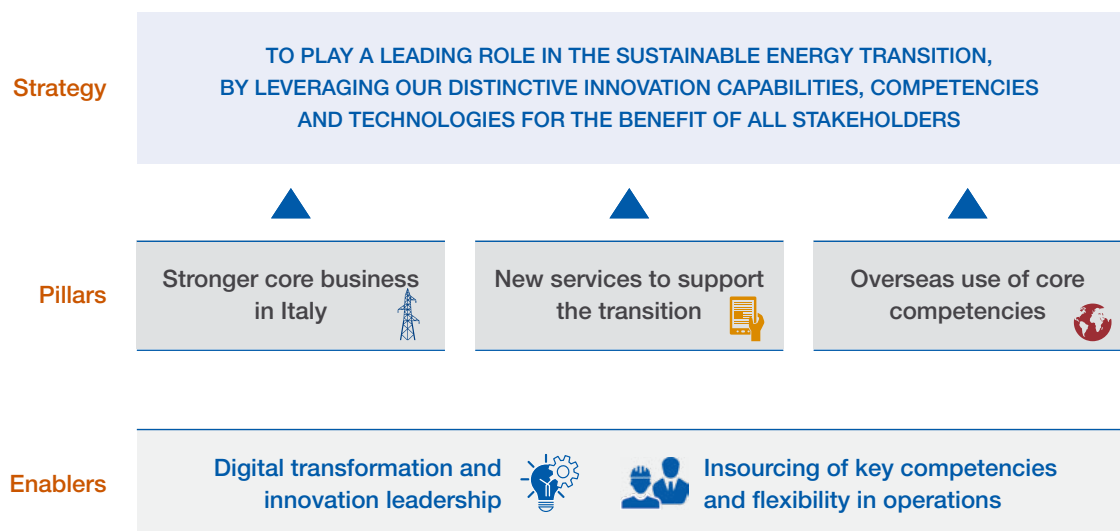 Strategy
TO PLAY A LEADING ROLE IN THE SUSTAINABLE ENERGY TRANSITION,
BY LEVERAGING OUR DISTINCTIVE INNOVATION CAPABILITIES, COMPETENCIES
AND TECHNOLOGIES FOR THE BENEFIT OF ALL STAKEHOLDERS
Pillars
Stronger core business
in Italy
New services to support
the transition
Overseas use of core
competencies
Enablers
Digital transformation and
innovation leadership
Insourcing of key competencies
and flexibility in operations